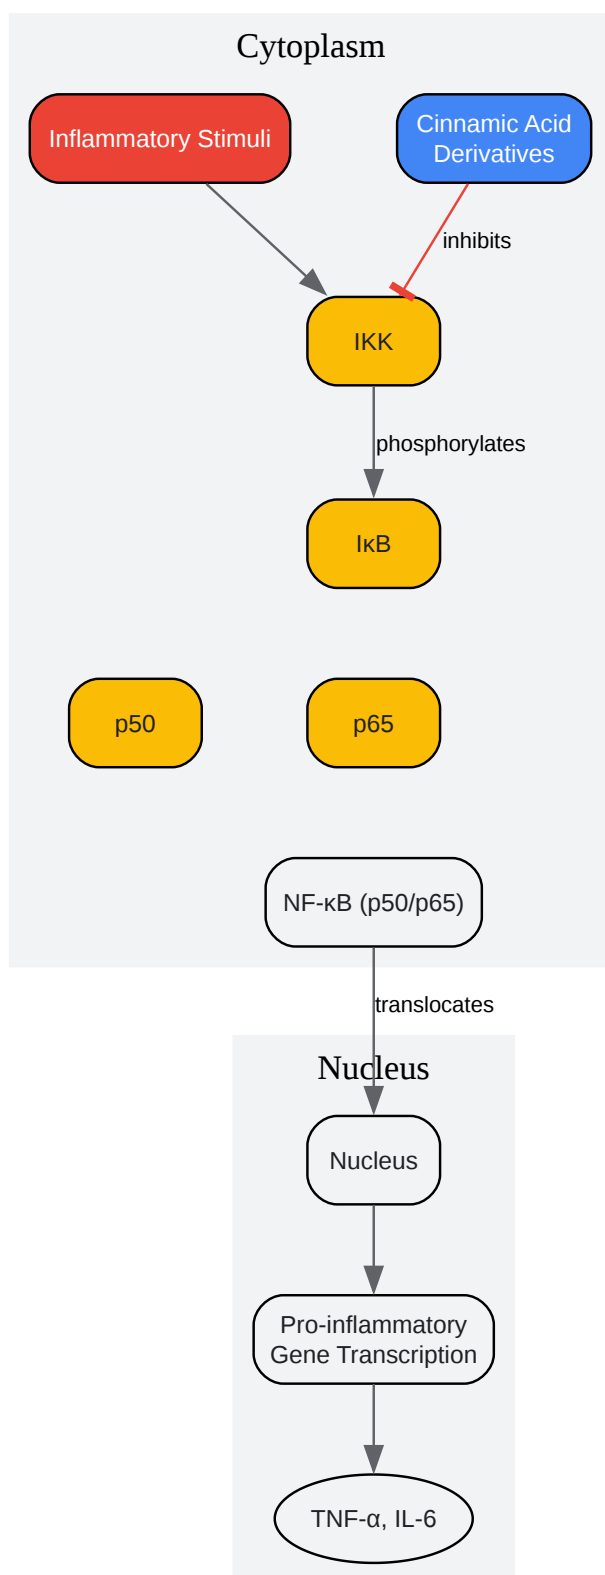 Cytoplasm
Inflammatory Stimuli
Cinnamic Acid
Derivatives
inhibits
IKK
phosphorylates
IκB
p50
p65
NF-κB (p50/p65)
translocates
Nucleus
Nucleus
Pro-inflammatory
Gene Transcription
TNF-α, IL-6